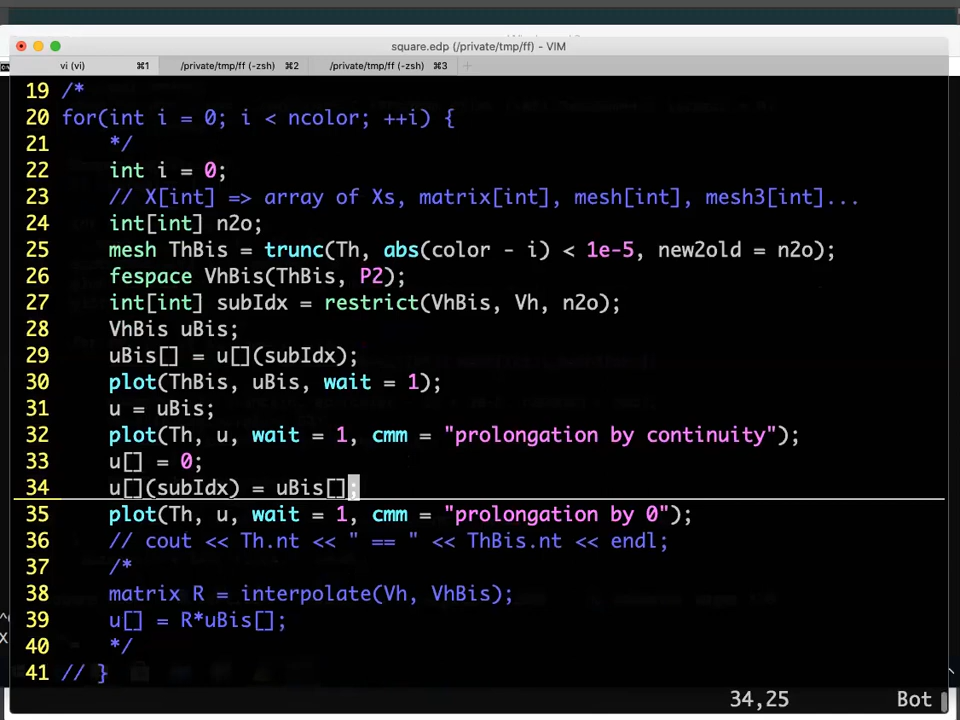 square.edp (/private/tmp/ff) - VIM
vi (vi) ⌘1 /private/tmp/ff (-zsh) ⌘2 /private/tmp/ff (-zsh) ⌘3 +
19 /*
20 for(int i = 0; i < ncolor; ++i) {
21     */
22     int i = 0;
23     // X[int] => array of Xs, matrix[int], mesh[int], mesh3[int]...
24     int[int] n2o;
25     mesh ThBis = trunc(Th, abs(color - i) < 1e-5, new2old = n2o);
26     fespace VhBis(ThBis, P2);
27     int[int] subIdx = restrict(VhBis, Vh, n2o);
28     VhBis uBis;
29     uBis[] = u[](subIdx);
30     plot(ThBis, uBis, wait = 1);
31     u = uBis;
32     plot(Th, u, wait = 1, cmm = "prolongation by continuity");
33     u[] = 0;
34     u[](subIdx) = uBis[];
35     plot(Th, u, wait = 1, cmm = "prolongation by 0");
36     // cout << Th.nt << " == " << ThBis.nt << endl;
37     /*
38     matrix R = interpolate(Vh, VhBis);
39     u[] = R*uBis[];
40     */
41 // }
34,25 Bot